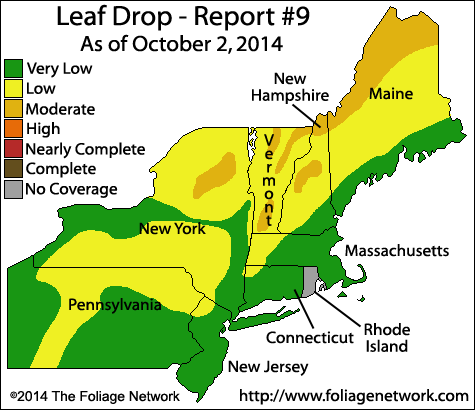 Leaf Drop - Report #9
As of October 2, 2014
Very Low
Low
Moderate
High
Nearly Complete
Complete
No Coverage
New
Hampshire
Maine
Vermont
New York
Massachusetts
Pennsylvania
Connecticut
Rhode
Island
New Jersey
©2014 The Foliage Network
http://www.foliagenetwork.com